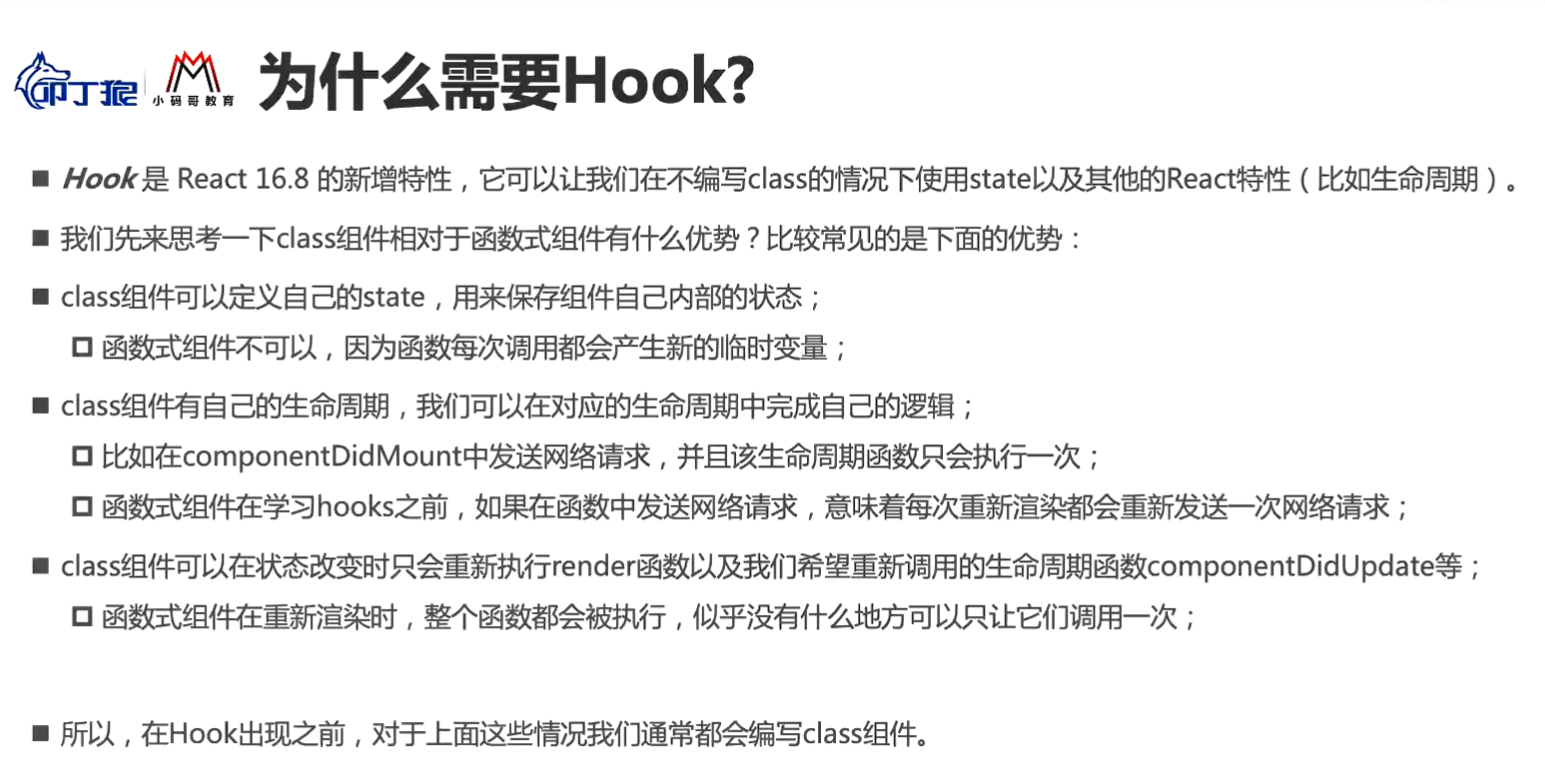 叩丁狼 小码哥教育 为什么需要Hook?
■ Hook 是 React 16.8 的新增特性，它可以让我们在不编写class的情况下使用state以及其他的React特性（比如生命周期）。
■ 我们先来思考一下class组件相对于函数式组件有什么优势？比较常见的是下面的优势：
■ class组件可以定义自己的state，用来保存组件自己内部的状态；
函数式组件不可以，因为函数每次调用都会产生新的临时变量；
■ class组件有自己的生命周期，我们可以在对应的生命周期中完成自己的逻辑；
比如在componentDidMount中发送网络请求，并且该生命周期函数只会执行一次；
函数式组件在学习hooks之前，如果在函数中发送网络请求，意味着每次重新渲染都会重新发送一次网络请求；
■ class组件可以在状态改变时只会重新执行render函数以及我们希望重新调用的生命周期函数componentDidUpdate等；
函数式组件在重新渲染时，整个函数都会被执行，似乎没有什么地方可以只让它们调用一次；
■ 所以，在Hook出现之前，对于上面这些情况我们通常都会编写class组件。